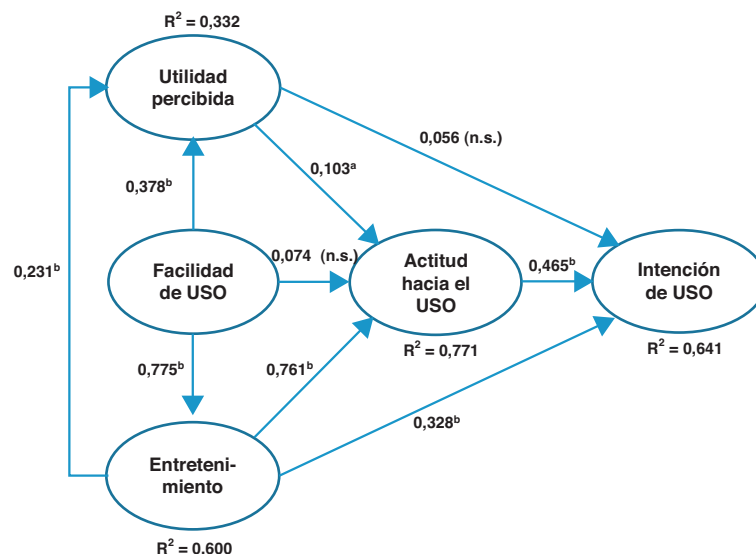 R² = 0,332
Utilidad
percibida
0,056 (n.s.)
0,103ᵃ
0,378ᵇ
0,231ᵇ
Facilidad
de USO
0,074 (n.s.)
Actitud
hacia el
USO
0,465ᵇ
Intención
de USO
R² = 0,771
R² = 0,641
0,775ᵇ
0,761ᵇ
0,328ᵇ
Entreteni-
miento
R² = 0,600